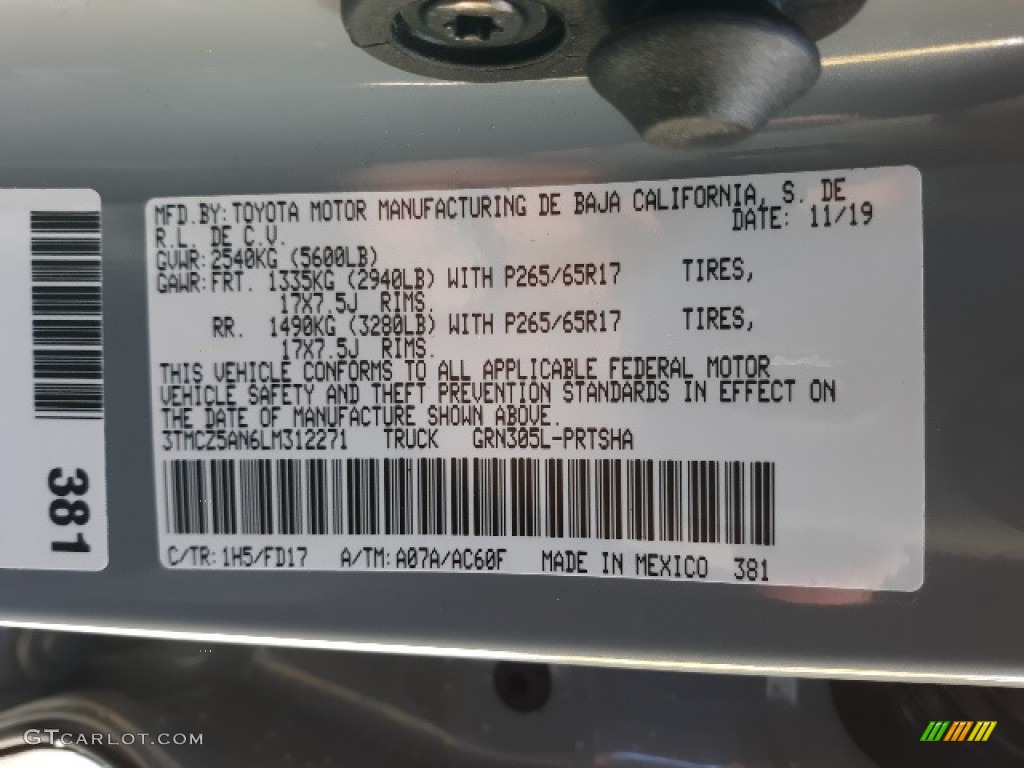 MFD.BY:TOYOTA MOTOR MANUFACTURING DE BAJA CALIFORNIA, S. DE
R.L. DE C.V. DATE: 11/19
GVWR:2540KG (5600LB)
GAWR:FRT. 1335KG (2940LB) WITH P265/65R17 TIRES,
17X7.5J RIMS.
RR. 1490KG (3280LB) WITH P265/65R17 TIRES,
17X7.5J RIMS.
THIS VEHICLE CONFORMS TO ALL APPLICABLE FEDERAL MOTOR
VEHICLE SAFETY AND THEFT PREVENTION STANDARDS IN EFFECT ON
THE DATE OF MANUFACTURE SHOWN ABOVE.
3TMCZ5AN6LM312271 TRUCK GRN305L-PRTSHA
C/TR:1H5/FD17 A/TM:A07A/AC60F MADE IN MEXICO 381
381
GTCARLOT.COM